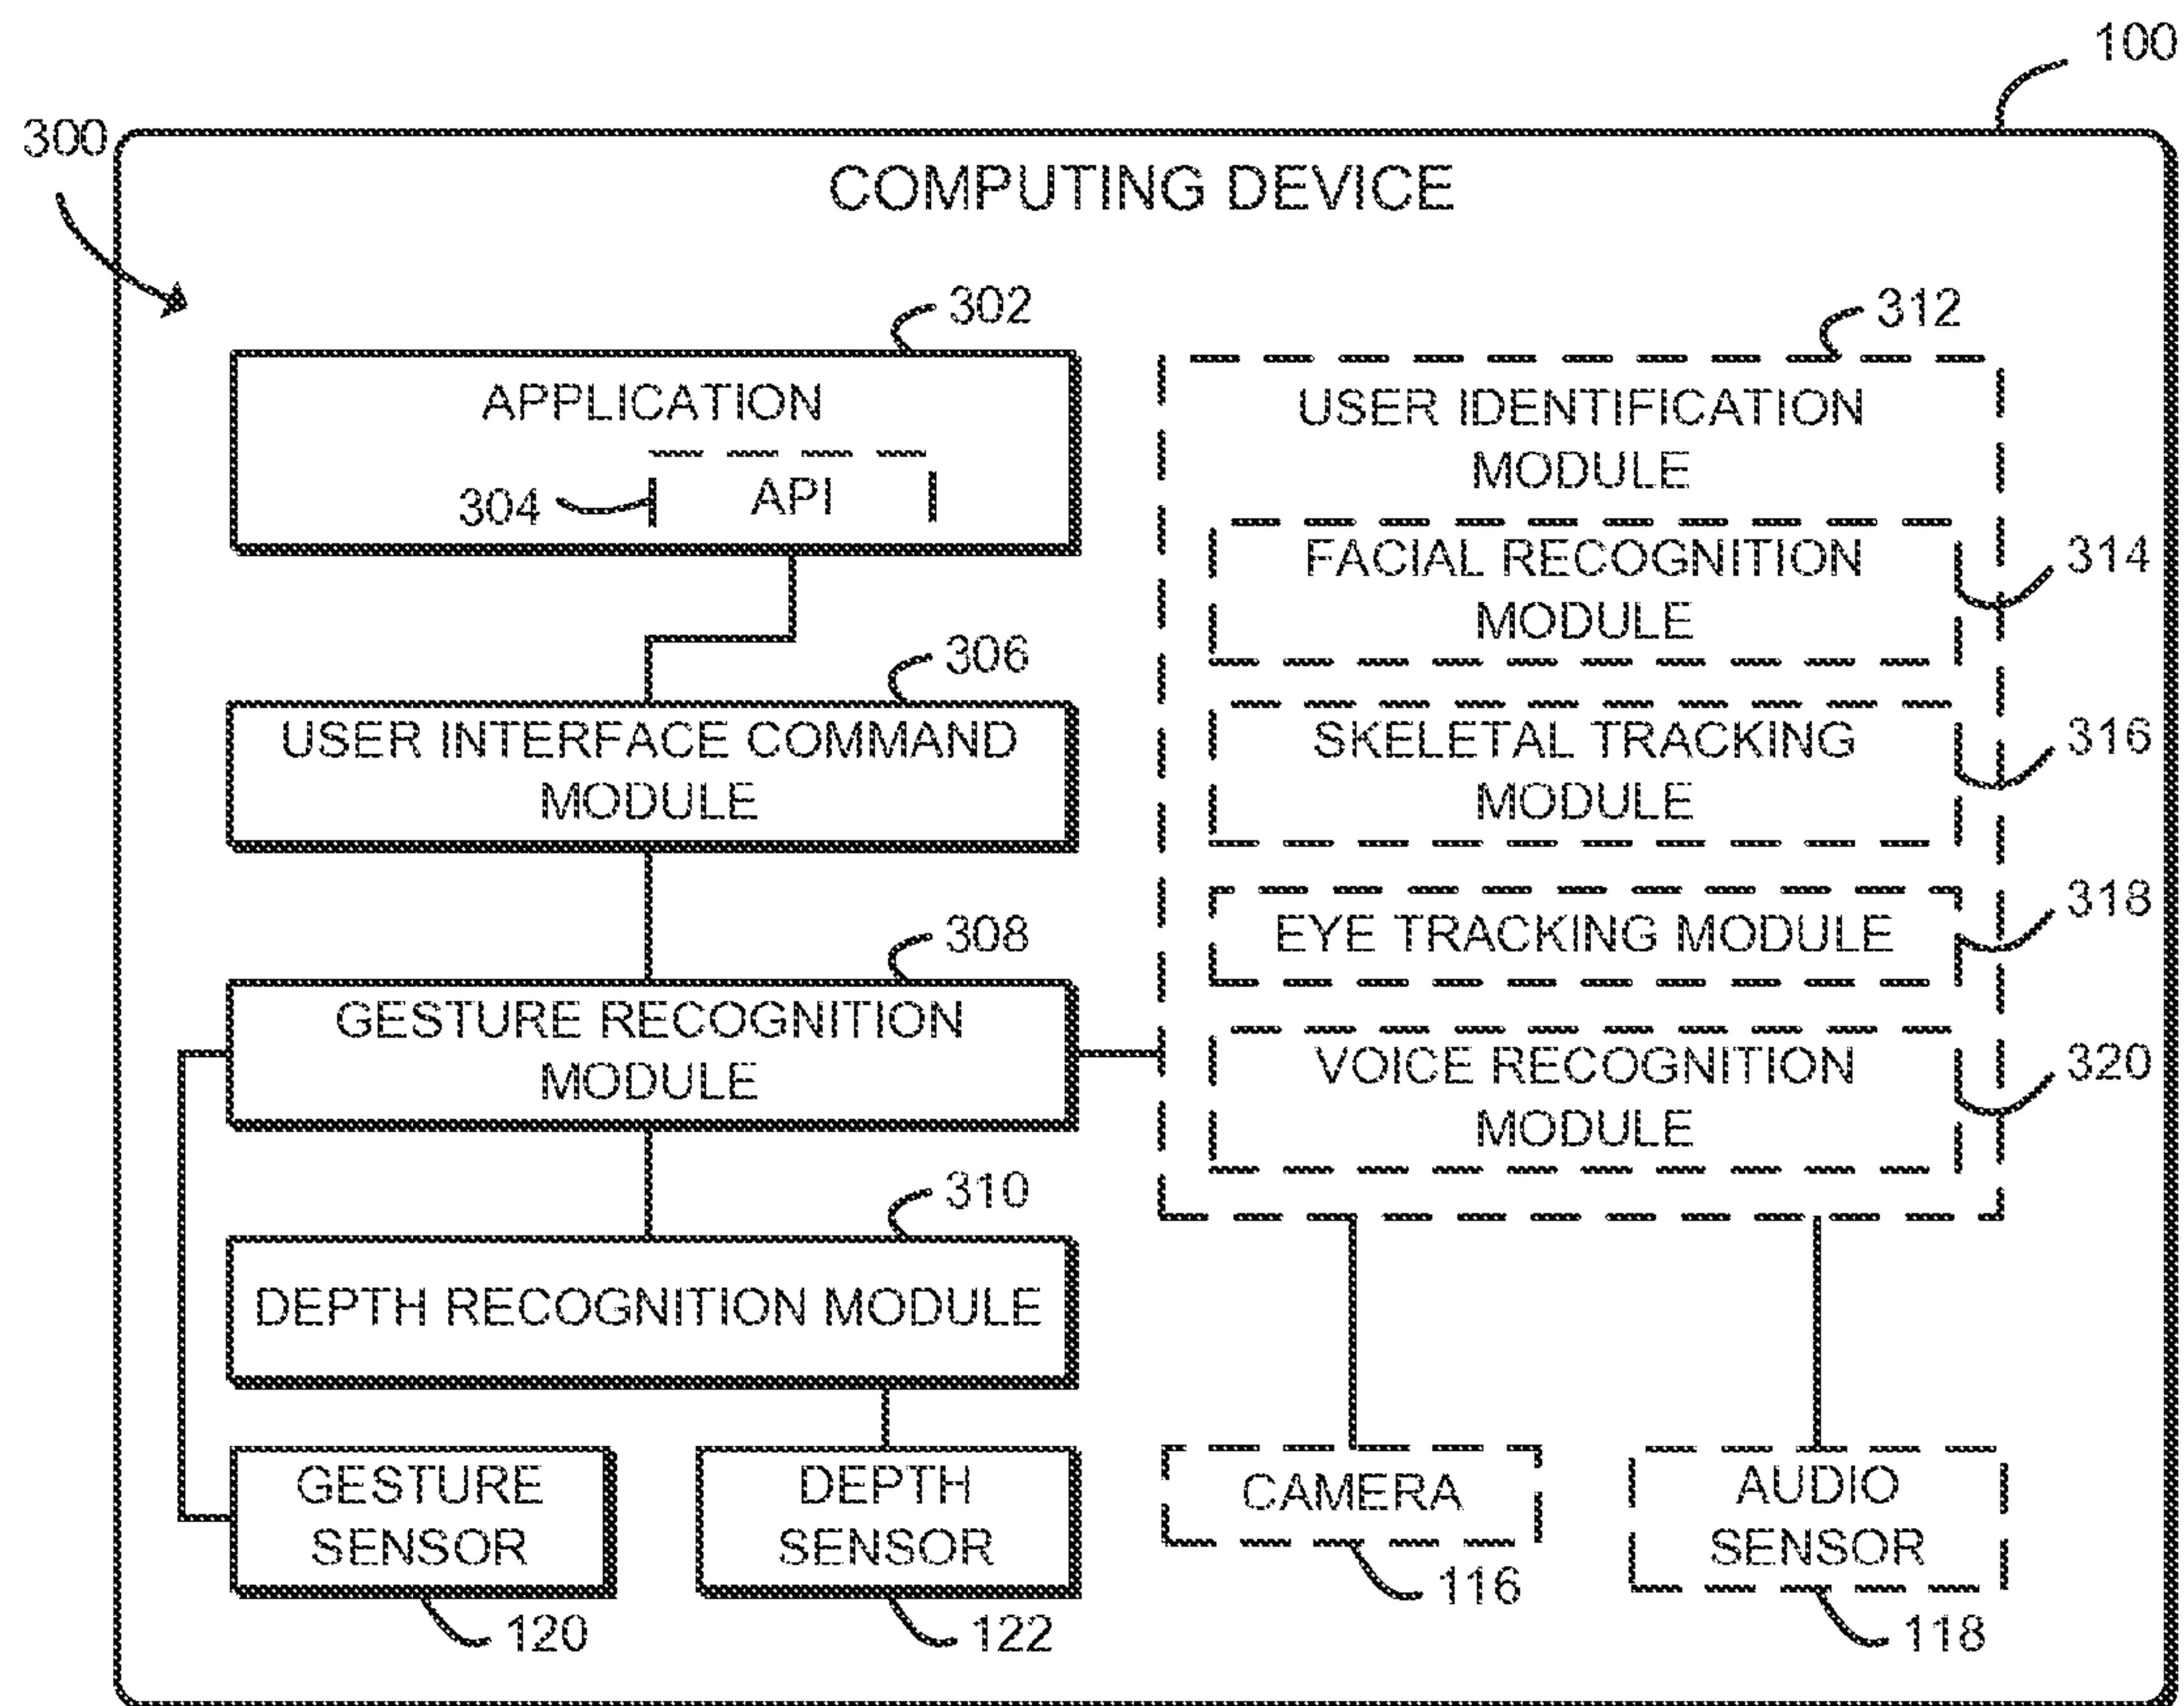 100
300
COMPUTING DEVICE
302
APPLICATION
304
API
306
USER INTERFACE COMMAND
MODULE
308
GESTURE RECOGNITION
MODULE
310
DEPTH RECOGNITION MODULE
GESTURE
SENSOR
120
DEPTH
SENSOR
122
312
USER IDENTIFICATION
MODULE
FACIAL RECOGNITION
MODULE
314
SKELETAL TRACKING
MODULE
316
EYE TRACKING MODULE
318
VOICE RECOGNITION
MODULE
320
CAMERA
116
AUDIO
SENSOR
118